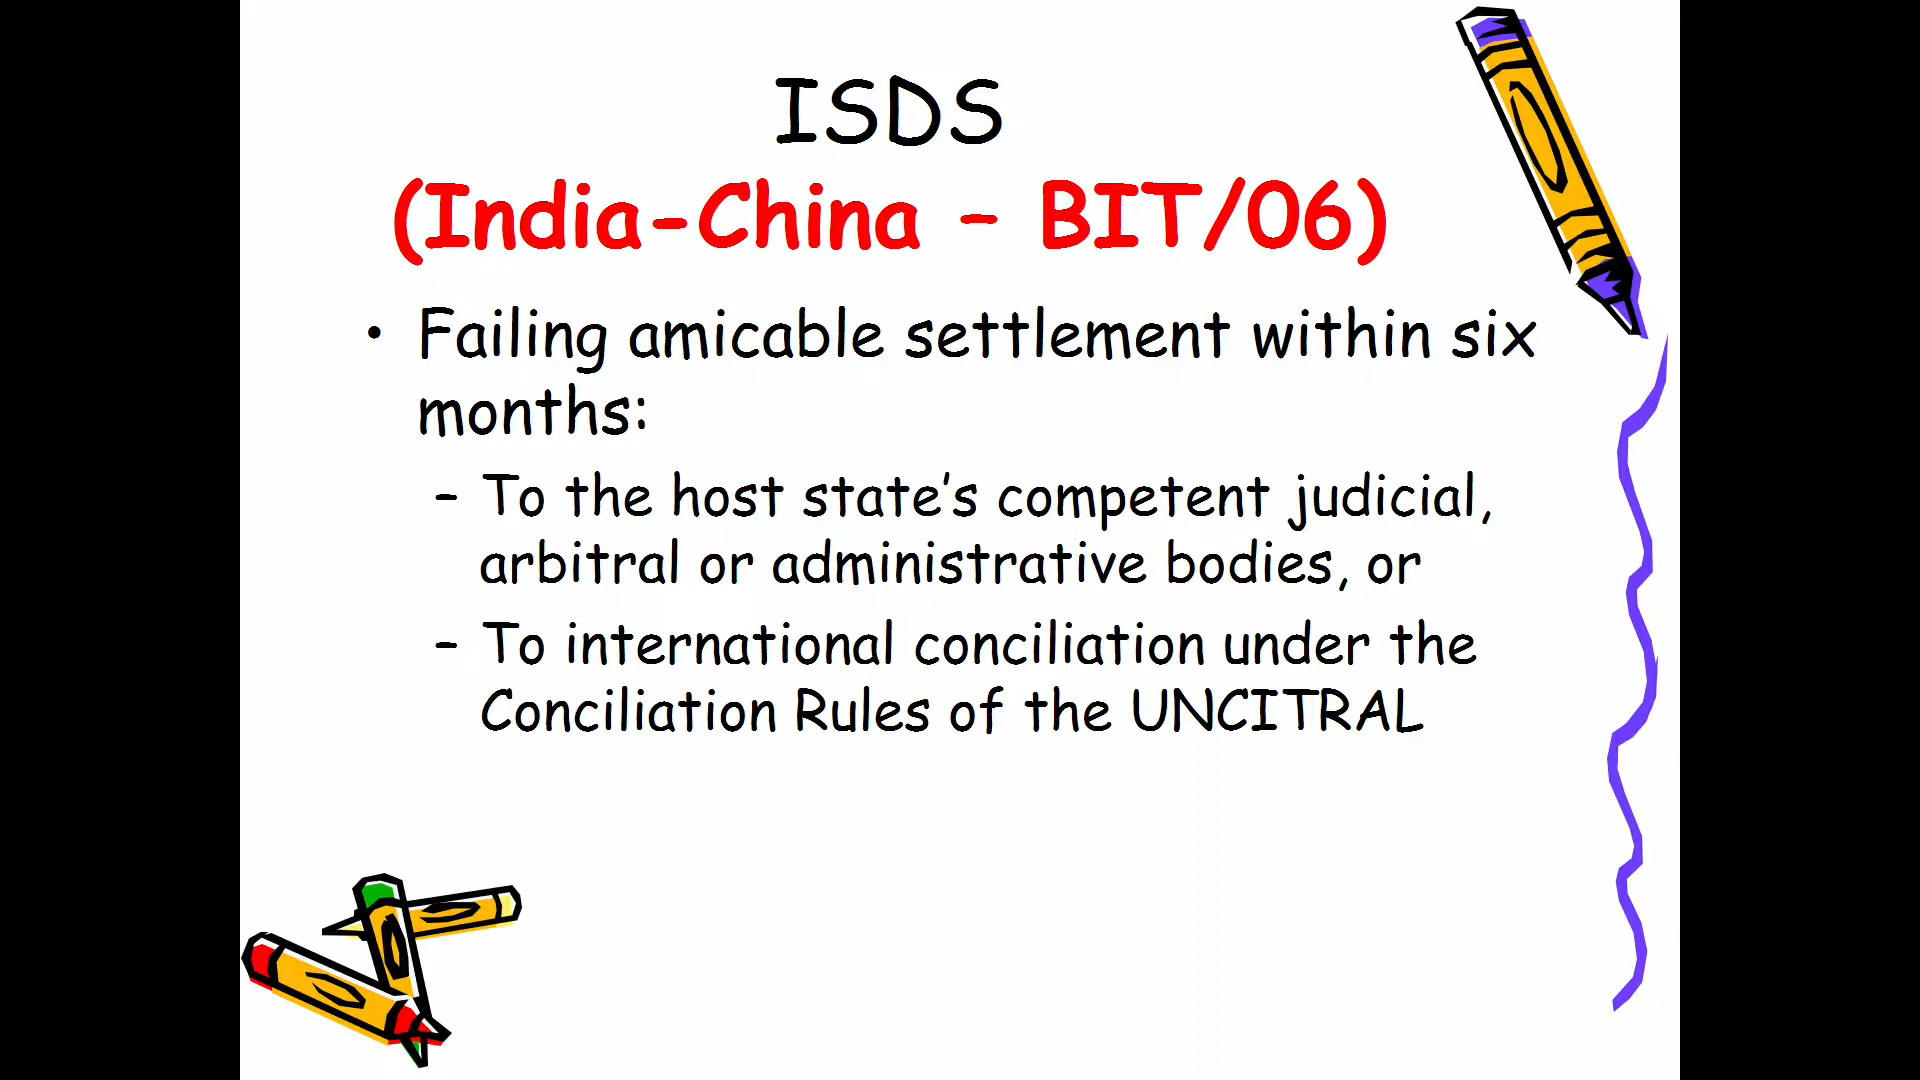 ISDS
(India-China – BIT/06)
• Failing amicable settlement within six
months:
– To the host state's competent judicial,
arbitral or administrative bodies, or
– To international conciliation under the
Conciliation Rules of the UNCITRAL